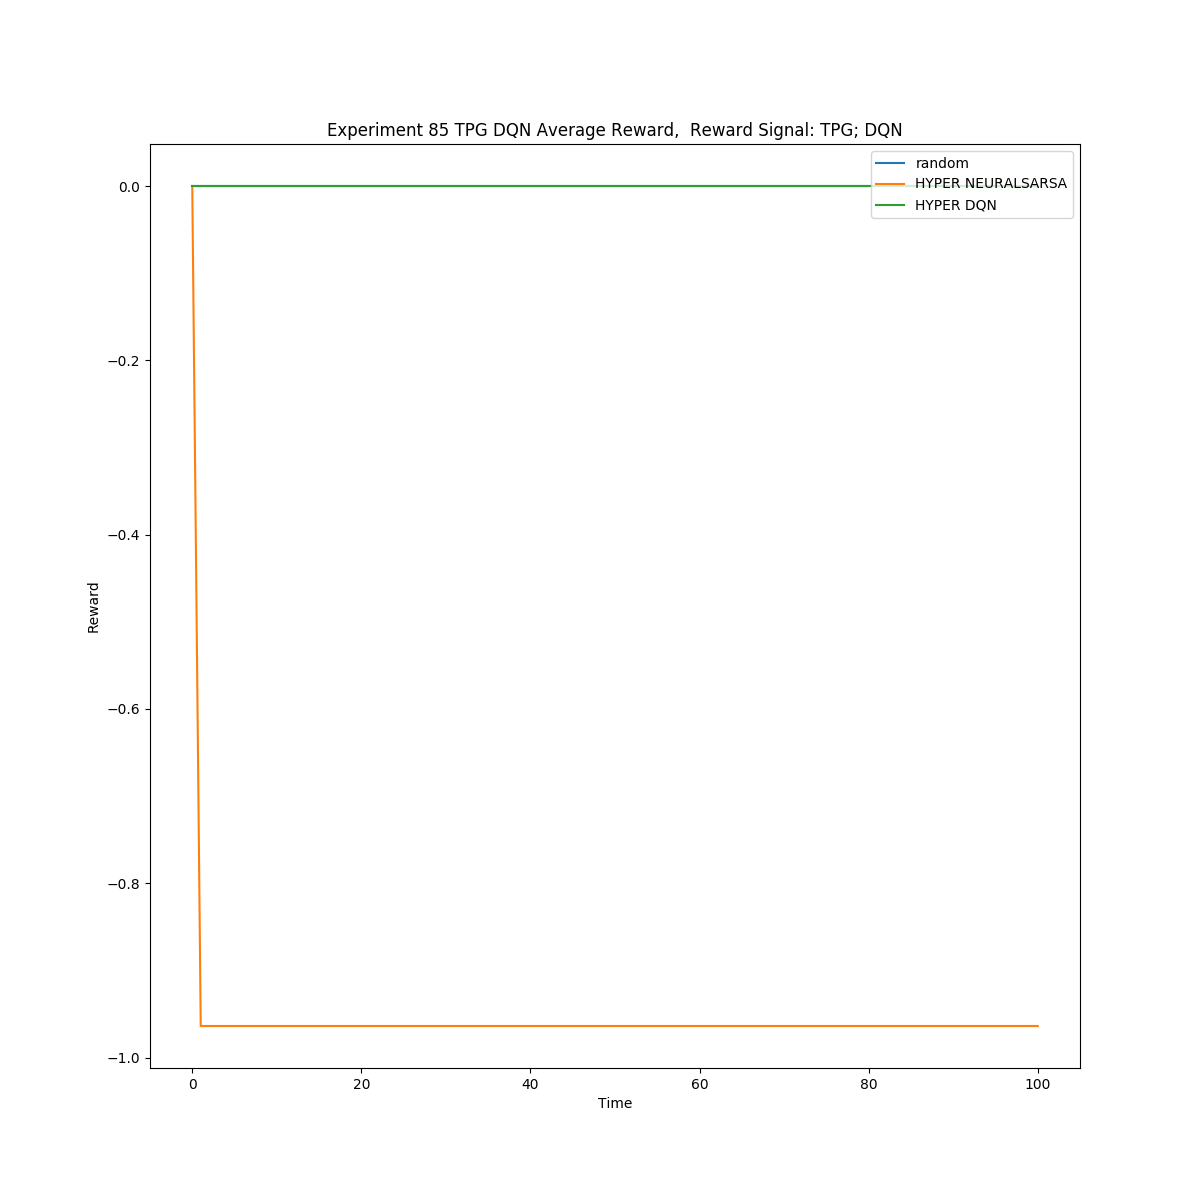 Experiment 85 TPG DQN Average Reward,  Reward Signal: TPG; DQN
random
HYPER NEURALSARSA
HYPER DQN
0.0
−0.2
−0.4
−0.6
−0.8
−1.0
Reward
0 20 40 60 80 100
Time